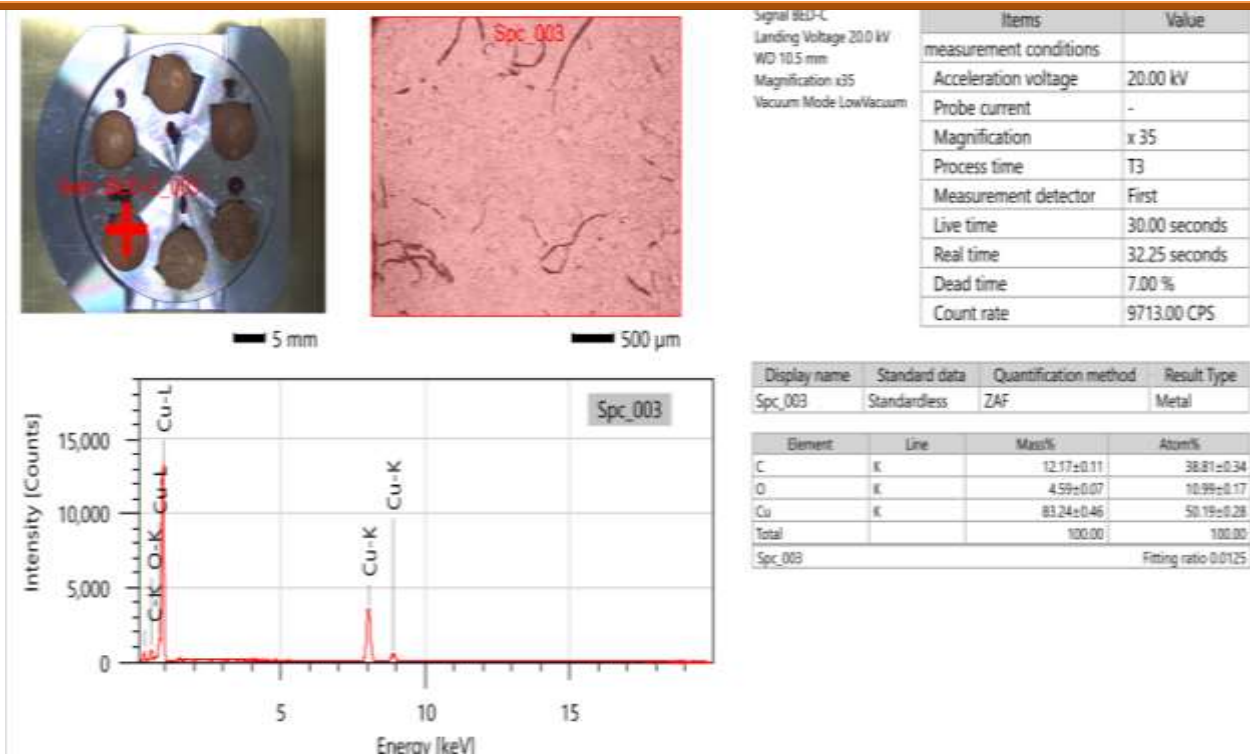 Spc_003
Signal BED-C
Landing Voltage 20.0 kV
WD 10.5 mm
Magnification x35
Vacuum Mode LowVacuum
Items Value
measurement conditions
Acceleration voltage 20.00 kV
Probe current -
Magnification x 35
Process time T3
Measurement detector First
Live time 30.00 seconds
Real time 32.25 seconds
Dead time 7.00 %
Count rate 9713.00 CPS
5 mm
500 µm
Display name Standard data Quantification method Result Type
Spc_003 Standardless ZAF Metal
Element Line Mass% Atom%
C K 12.17±0.11 38.81±0.34
O K 4.59±0.07 10.99±0.17
Cu K 83.24±0.46 50.19±0.28
Total 100.00 100.00
Spc_003 Fitting ratio 0.0125
Intensity [Counts]
15,000
10,000
5,000
0
C-K
O-K
Cu-L
Cu-L
Cu-K
Cu-K
Spc_003
5 10 15
Energy [keV]